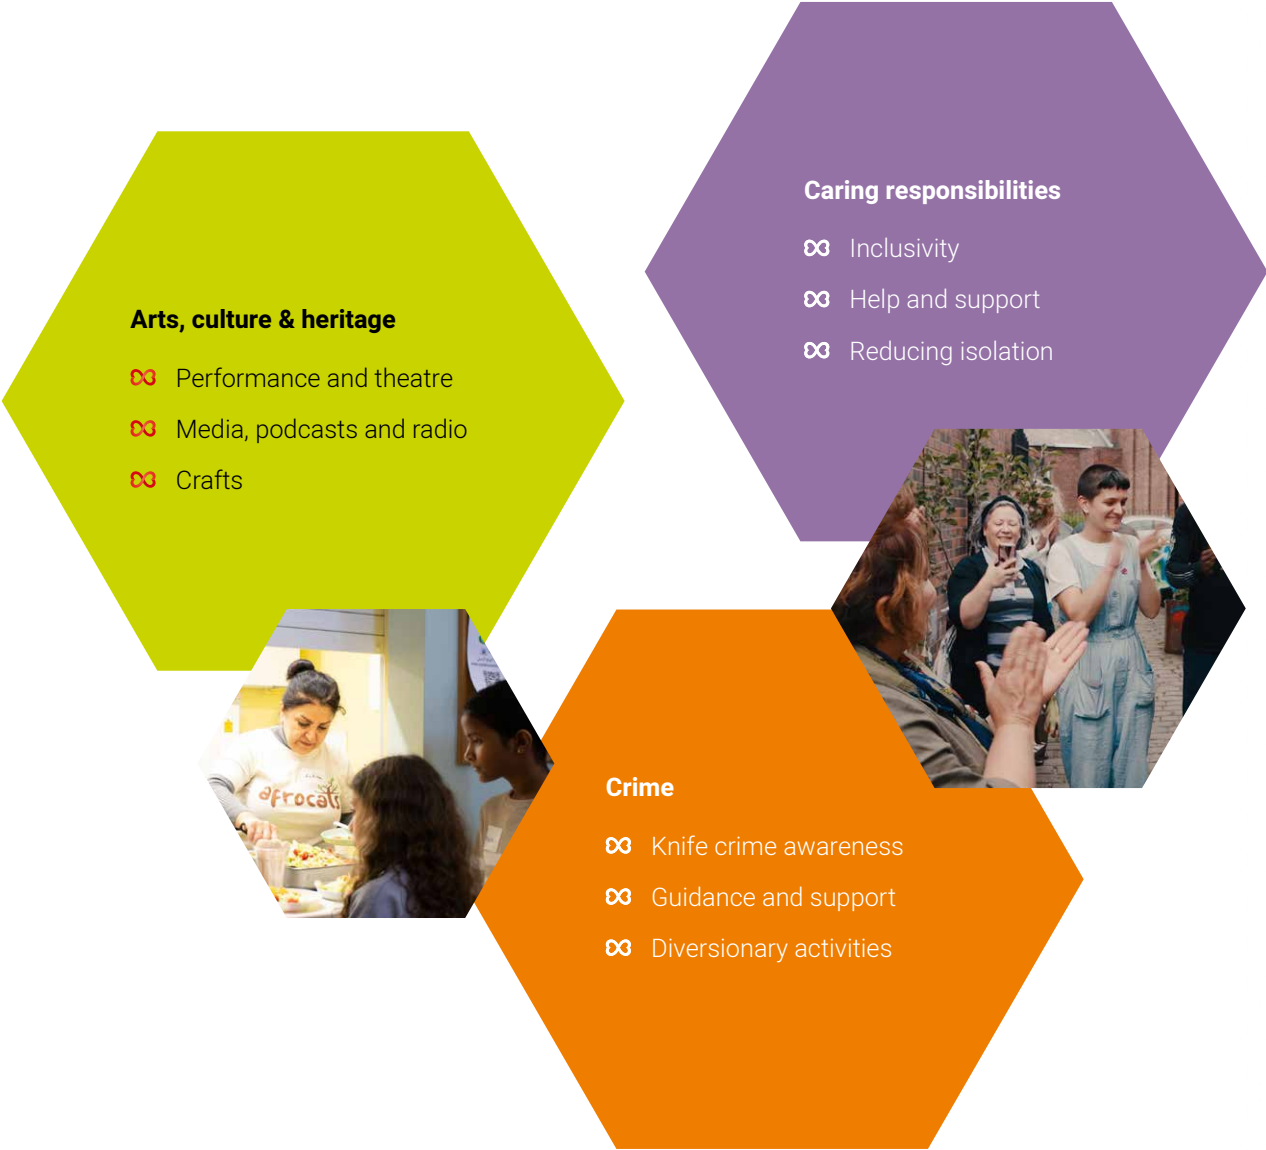 Arts, culture & heritage
Performance and theatre
Media, podcasts and radio
Crafts
Caring responsibilities
Inclusivity
Help and support
Reducing isolation
Crime
Knife crime awareness
Guidance and support
Diversionary activities
afrocats